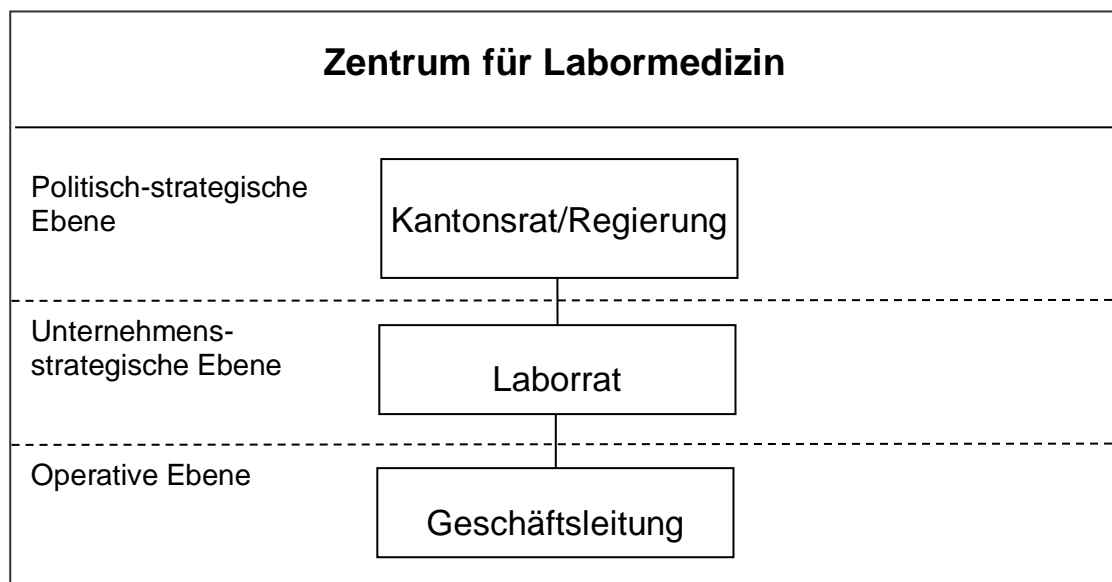 Zentrum für Labormedizin
Politisch-strategische
Ebene
Kantonsrat/Regierung
Unternehmens-
strategische Ebene
Laborrat
Operative Ebene
Geschäftsleitung